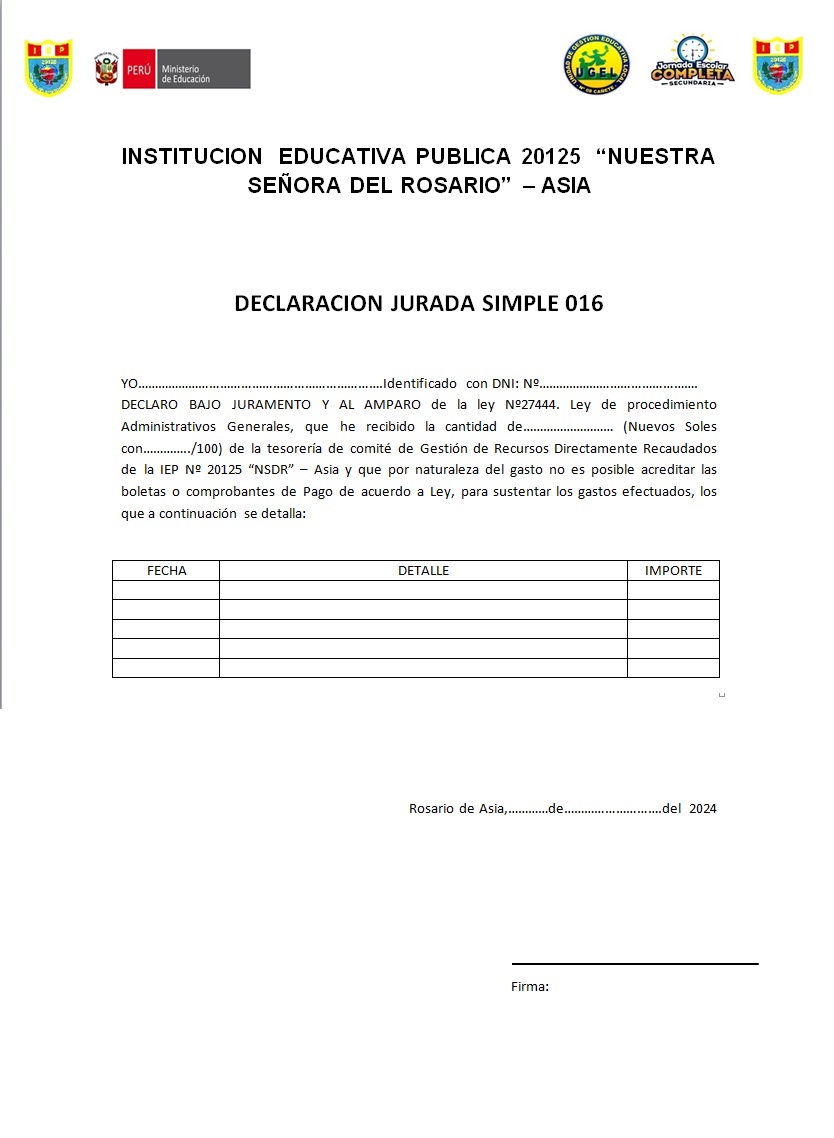 I E P
20125
PERÚ
Ministerio
de Educación
UNIDAD DE GESTION EDUCATIVA LOCAL
UGEL
Nº 08 CAÑETE
Jornada Escolar
COMPLETA
SECUNDARIA
I E P
20125
INSTITUCION EDUCATIVA PUBLICA 20125 “NUESTRA
SEÑORA DEL ROSARIO” – ASIA
DECLARACION JURADA SIMPLE 016
YO……………………………………………………………….Identificado con DNI: Nº……………………………………….
DECLARO BAJO JURAMENTO Y AL AMPARO de la ley Nº27444. Ley de procedimiento
Administrativos Generales, que he recibido la cantidad de……………………… (Nuevos Soles
con…………../100) de la tesorería de comité de Gestión de Recursos Directamente Recaudados
de la IEP Nº 20125 “NSDR” – Asia y que por naturaleza del gasto no es posible acreditar las
boletas o comprobantes de Pago de acuerdo a Ley, para sustentar los gastos efectuados, los
que a continuación se detalla:
FECHA DETALLE IMPORTE
Rosario de Asia,…………de……………………….del 2024
Firma: